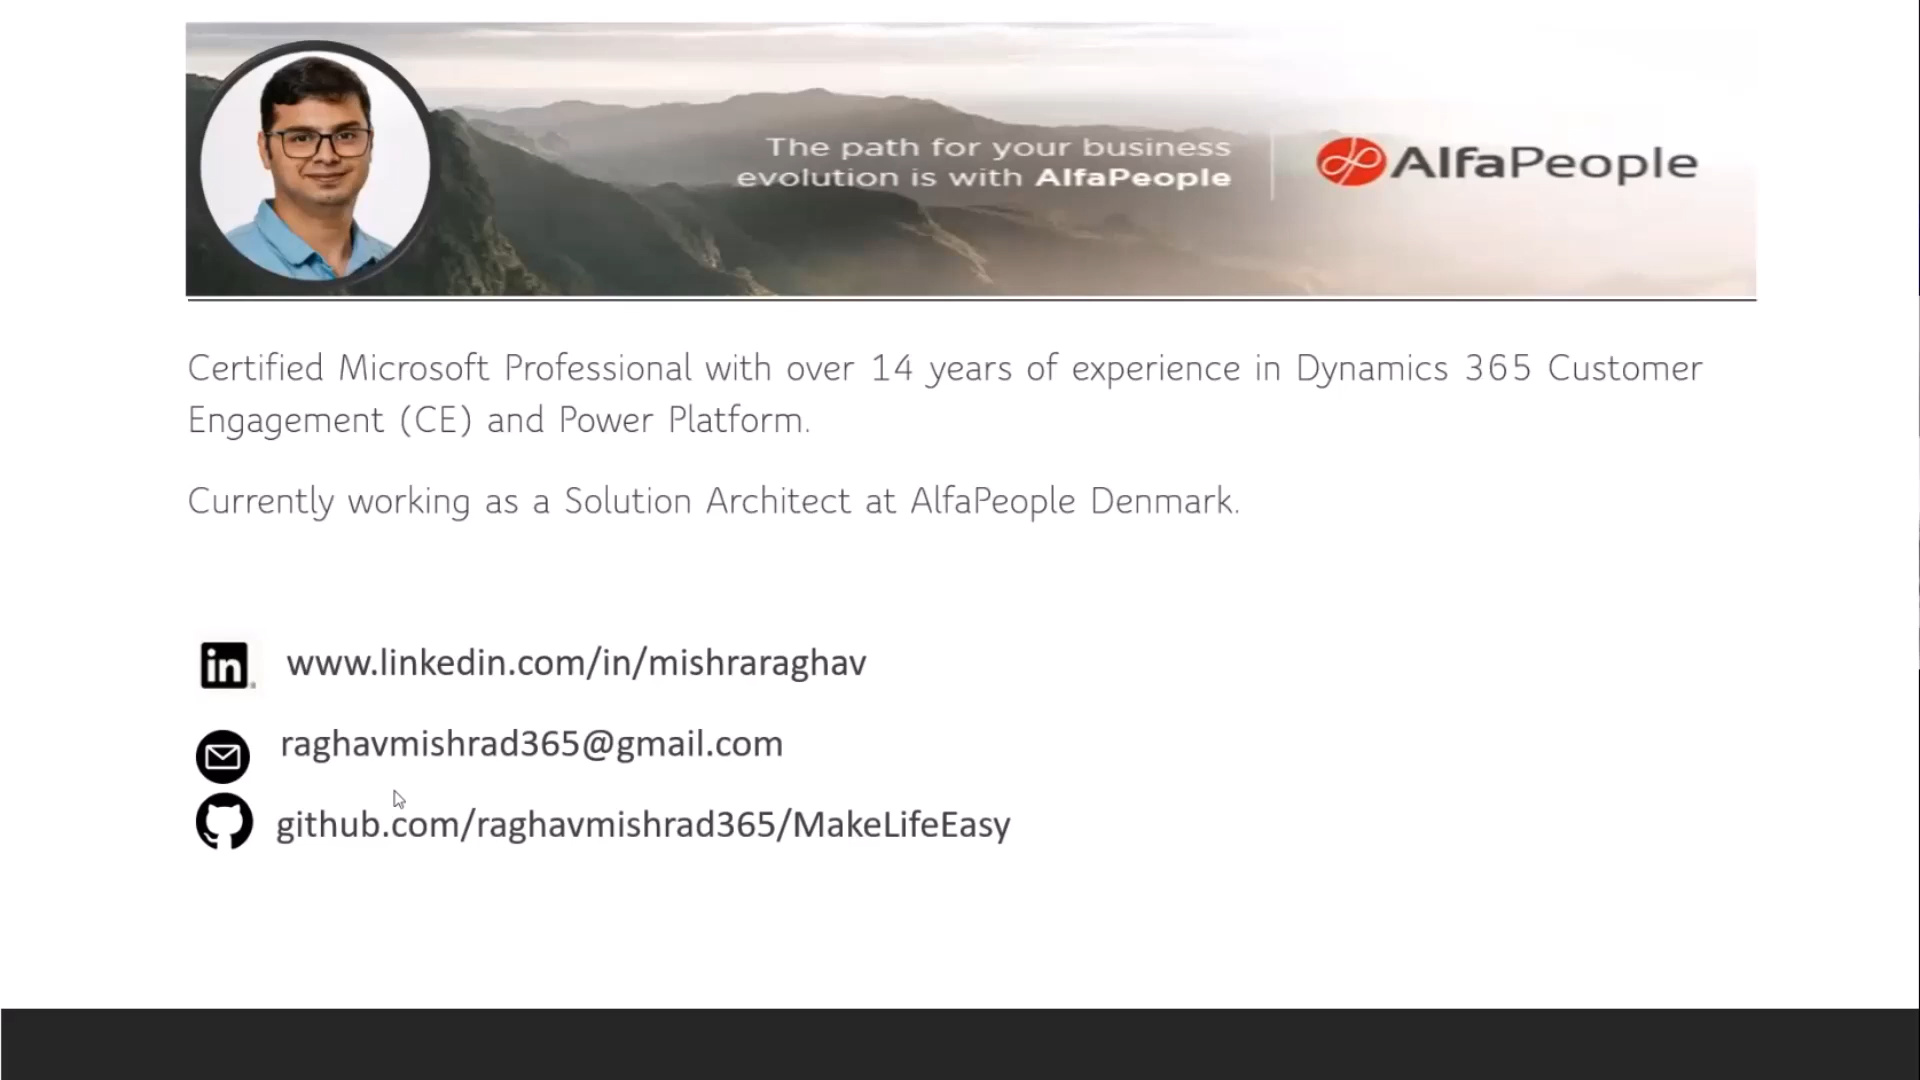 The path for your business
evolution is with AlfaPeople
AlfaPeople
Certified Microsoft Professional with over 14 years of experience in Dynamics 365 Customer
Engagement (CE) and Power Platform.
Currently working as a Solution Architect at AlfaPeople Denmark.
in
www.linkedin.com/in/mishraraghav
raghavmishrad365@gmail.com
github.com/raghavmishrad365/MakeLifeEasy